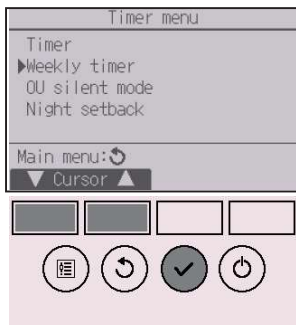 Timer menu
Timer
▶Weekly timer
OU silent mode
Night setback
Main menu:↺
▼ Cursor ▲